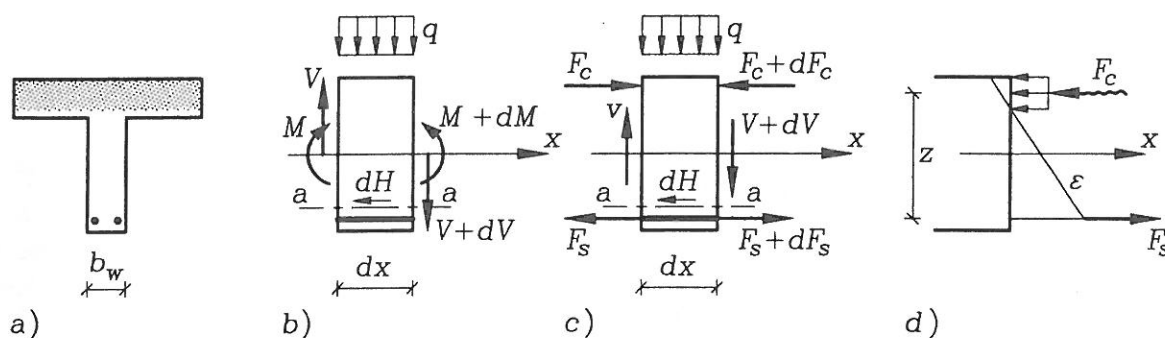 b_w
a)
q
V
M
M + dM
x
a
dH
a
V+dV
dx
b)
q
F_c
F_c+dF_c
v
V+dV
x
a
dH
a
F_s
F_s+dF_s
dx
c)
F_c
z
x
ε
F_s
d)